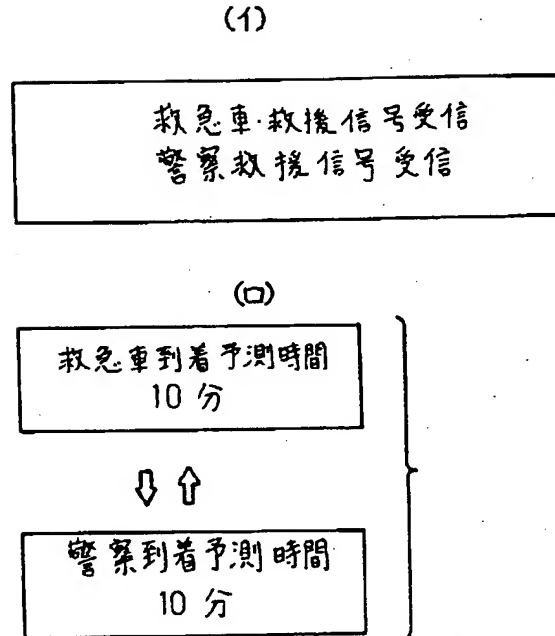 (イ)
救急車・救後信号受信
警察救援信号受信
(ロ)
救急車到着予測時間
10 分
⇩ ⇧
警察到着予測時間
10 分